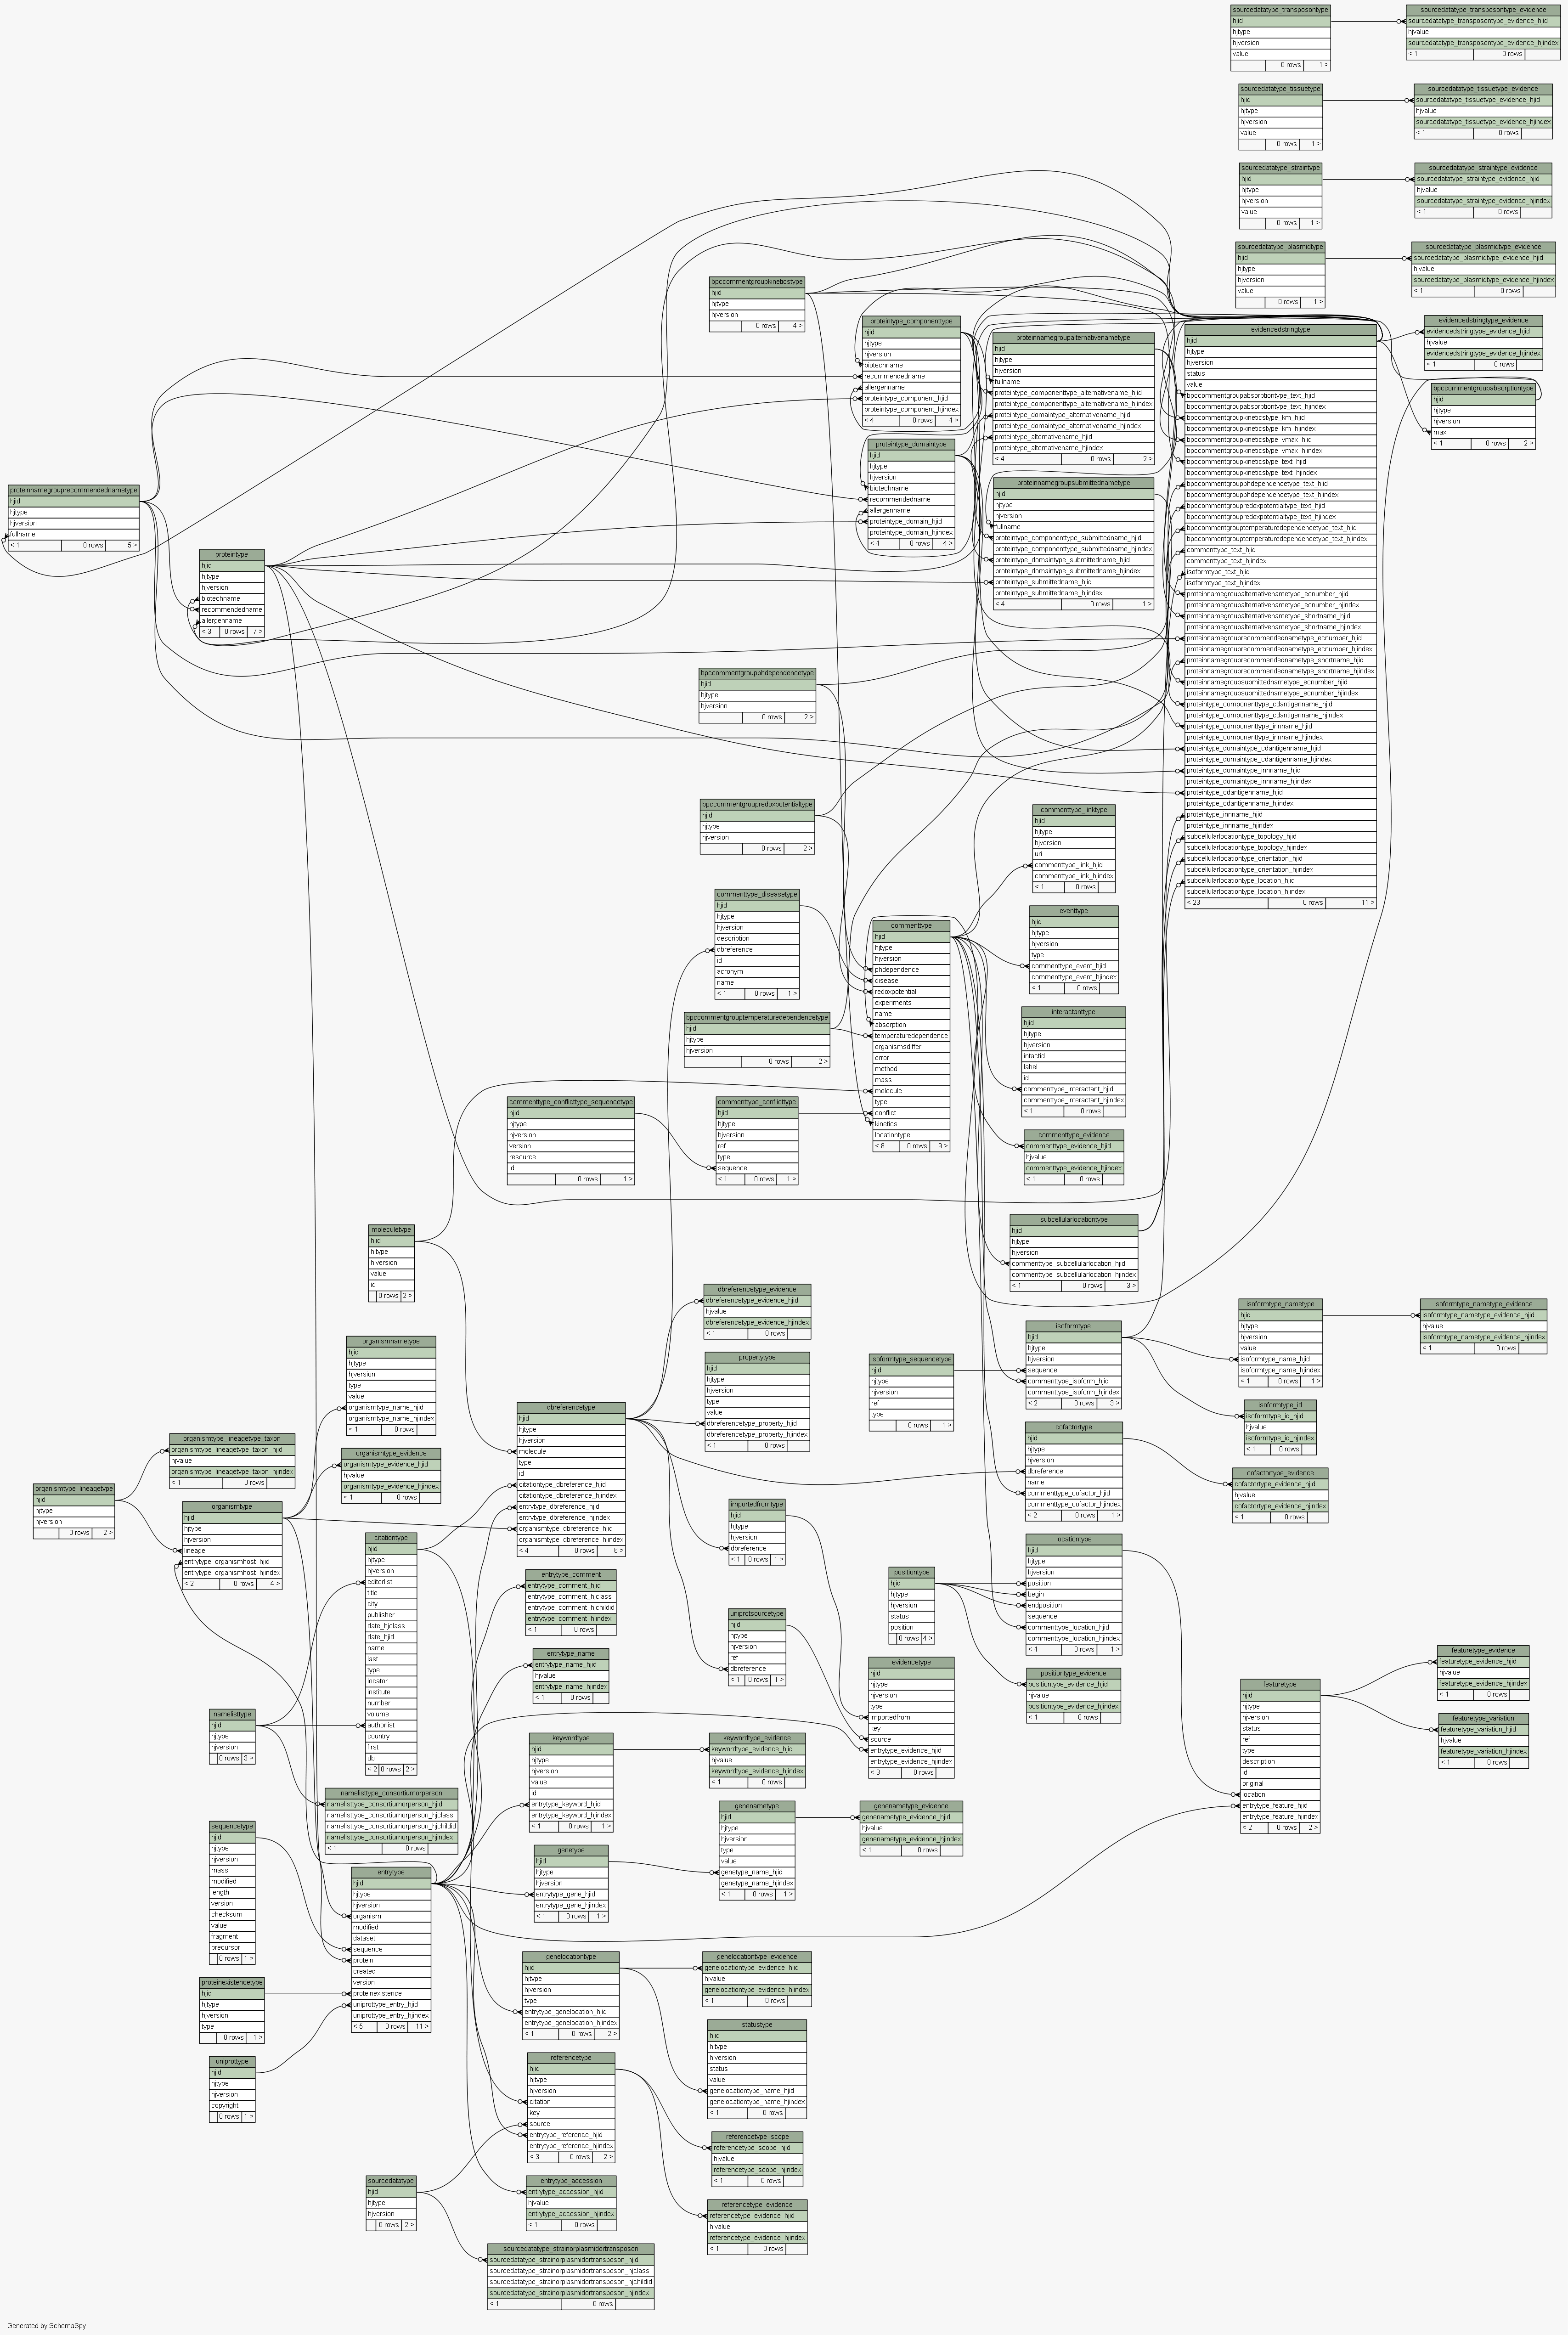 sourcedatatype_transposontype
hjid
hjtype
hjversion
value
0 rows 1 >
sourcedatatype_transposontype_evidence
sourcedatatype_transposontype_evidence_hjid
hjvalue
sourcedatatype_transposontype_evidence_hjindex
< 1 0 rows
sourcedatatype_tissuetype
hjid
hjtype
hjversion
value
0 rows 1 >
sourcedatatype_tissuetype_evidence
sourcedatatype_tissuetype_evidence_hjid
hjvalue
sourcedatatype_tissuetype_evidence_hjindex
< 1 0 rows
sourcedatatype_straintype
hjid
hjtype
hjversion
value
0 rows 1 >
sourcedatatype_straintype_evidence
sourcedatatype_straintype_evidence_hjid
hjvalue
sourcedatatype_straintype_evidence_hjindex
< 1 0 rows
sourcedatatype_plasmidtype
hjid
hjtype
hjversion
value
0 rows 1 >
sourcedatatype_plasmidtype_evidence
sourcedatatype_plasmidtype_evidence_hjid
hjvalue
sourcedatatype_plasmidtype_evidence_hjindex
< 1 0 rows
bpccommentgroupkineticstype
hjid
hjtype
hjversion
0 rows 4 >
proteintype_componenttype
hjid
hjtype
hjversion
biotechname
recommendedname
allergenname
proteintype_component_hjid
proteintype_component_hjindex
< 4 0 rows 4 >
proteinnamegroupalternativenametype
hjid
hjtype
hjversion
fullname
proteintype_componenttype_alternativename_hjid
proteintype_componenttype_alternativename_hjindex
proteintype_domaintype_alternativename_hjid
proteintype_domaintype_alternativename_hjindex
proteintype_alternativename_hjid
proteintype_alternativename_hjindex
< 4 0 rows 2 >
evidencedstringtype
hjid
hjtype
hjversion
status
value
bpccommentgroupabsorptiontype_text_hjid
bpccommentgroupabsorptiontype_text_hjindex
bpccommentgroupkineticstype_km_hjid
bpccommentgroupkineticstype_km_hjindex
bpccommentgroupkineticstype_vmax_hjid
bpccommentgroupkineticstype_vmax_hjindex
bpccommentgroupkineticstype_text_hjid
bpccommentgroupkineticstype_text_hjindex
bpccommentgroupphdependencetype_text_hjid
bpccommentgroupphdependencetype_text_hjindex
bpccommentgroupredoxpotentialtype_text_hjid
bpccommentgroupredoxpotentialtype_text_hjindex
bpccommentgrouptemperaturedependencetype_text_hjid
bpccommentgrouptemperaturedependencetype_text_hjindex
commenttype_text_hjid
commenttype_text_hjindex
isoformtype_text_hjid
isoformtype_text_hjindex
proteinnamegroupalternativenametype_ecnumber_hjid
proteinnamegroupalternativenametype_ecnumber_hjindex
proteinnamegroupalternativenametype_shortname_hjid
proteinnamegroupalternativenametype_shortname_hjindex
proteinnamegrouprecommendednametype_ecnumber_hjid
proteinnamegrouprecommendednametype_ecnumber_hjindex
proteinnamegrouprecommendednametype_shortname_hjid
proteinnamegrouprecommendednametype_shortname_hjindex
proteinnamegroupsubmittednametype_ecnumber_hjid
proteinnamegroupsubmittednametype_ecnumber_hjindex
proteintype_componenttype_cdantigenname_hjid
proteintype_componenttype_cdantigenname_hjindex
proteintype_componenttype_innname_hjid
proteintype_componenttype_innname_hjindex
proteintype_domaintype_cdantigenname_hjid
proteintype_domaintype_cdantigenname_hjindex
proteintype_domaintype_innname_hjid
proteintype_domaintype_innname_hjindex
proteintype_cdantigenname_hjid
proteintype_cdantigenname_hjindex
proteintype_innname_hjid
proteintype_innname_hjindex
subcellularlocationtype_topology_hjid
subcellularlocationtype_topology_hjindex
subcellularlocationtype_orientation_hjid
subcellularlocationtype_orientation_hjindex
subcellularlocationtype_location_hjid
subcellularlocationtype_location_hjindex
< 23 0 rows 11 >
evidencedstringtype_evidence
evidencedstringtype_evidence_hjid
hjvalue
evidencedstringtype_evidence_hjindex
< 1 0 rows
bpccommentgroupabsorptiontype
hjid
hjtype
hjversion
max
< 1 0 rows 2 >
proteintype_domaintype
hjid
hjtype
hjversion
biotechname
recommendedname
allergenname
proteintype_domain_hjid
proteintype_domain_hjindex
< 4 0 rows 4 >
proteinnamegroupsubmittednametype
hjid
hjtype
hjversion
fullname
proteintype_componenttype_submittedname_hjid
proteintype_componenttype_submittedname_hjindex
proteintype_domaintype_submittedname_hjid
proteintype_domaintype_submittedname_hjindex
proteintype_submittedname_hjid
proteintype_submittedname_hjindex
< 4 0 rows 1 >
proteinnamegrouprecommendednametype
hjid
hjtype
hjversion
fullname
< 1 0 rows 5 >
proteintype
hjid
hjtype
hjversion
biotechname
recommendedname
allergenname
< 3 0 rows 7 >
bpccommentgroupphdependencetype
hjid
hjtype
hjversion
0 rows 2 >
bpccommentgroupredoxpotentialtype
hjid
hjtype
hjversion
0 rows 2 >
commenttype_linktype
hjid
hjtype
hjversion
uri
commenttype_link_hjid
commenttype_link_hjindex
< 1 0 rows
commenttype_diseasetype
hjid
hjtype
hjversion
description
dbreference
id
acronym
name
< 1 0 rows 1 >
commenttype
hjid
hjtype
hjversion
phdependence
disease
redoxpotential
experiments
name
absorption
temperaturedependence
organismsdiffer
error
method
mass
molecule
type
conflict
kinetics
locationtype
< 8 0 rows 9 >
eventtype
hjid
hjtype
hjversion
type
commenttype_event_hjid
commenttype_event_hjindex
< 1 0 rows
bpccommentgrouptemperaturedependencetype
hjid
hjtype
hjversion
0 rows 2 >
interactanttype
hjid
hjtype
hjversion
intactid
label
id
commenttype_interactant_hjid
commenttype_interactant_hjindex
< 1 0 rows
commenttype_conflicttype_sequencetype
hjid
hjtype
hjversion
version
resource
id
0 rows 1 >
commenttype_conflicttype
hjid
hjtype
hjversion
ref
type
sequence
< 1 0 rows 1 >
commenttype_evidence
commenttype_evidence_hjid
hjvalue
commenttype_evidence_hjindex
< 1 0 rows
subcellularlocationtype
hjid
hjtype
hjversion
commenttype_subcellularlocation_hjid
commenttype_subcellularlocation_hjindex
< 1 0 rows 3 >
moleculetype
hjid
hjtype
hjversion
value
id
0 rows 2 >
dbreferencetype_evidence
dbreferencetype_evidence_hjid
hjvalue
dbreferencetype_evidence_hjindex
< 1 0 rows
isoformtype_nametype
hjid
hjtype
hjversion
value
isoformtype_name_hjid
isoformtype_name_hjindex
< 1 0 rows 1 >
isoformtype_nametype_evidence
isoformtype_nametype_evidence_hjid
hjvalue
isoformtype_nametype_evidence_hjindex
< 1 0 rows
isoformtype
hjid
hjtype
hjversion
sequence
commenttype_isoform_hjid
commenttype_isoform_hjindex
< 2 0 rows 3 >
organismnametype
hjid
hjtype
hjversion
type
value
organismtype_name_hjid
organismtype_name_hjindex
< 1 0 rows
propertytype
hjid
hjtype
hjversion
type
value
dbreferencetype_property_hjid
dbreferencetype_property_hjindex
< 1 0 rows
isoformtype_sequencetype
hjid
hjtype
hjversion
ref
type
0 rows 1 >
isoformtype_id
isoformtype_id_hjid
hjvalue
isoformtype_id_hjindex
< 1 0 rows
dbreferencetype
hjid
hjtype
hjversion
molecule
type
id
citationtype_dbreference_hjid
citationtype_dbreference_hjindex
entrytype_dbreference_hjid
entrytype_dbreference_hjindex
organismtype_dbreference_hjid
organismtype_dbreference_hjindex
< 4 0 rows 6 >
cofactortype
hjid
hjtype
hjversion
dbreference
name
commenttype_cofactor_hjid
commenttype_cofactor_hjindex
< 2 0 rows 1 >
organismtype_lineagetype_taxon
organismtype_lineagetype_taxon_hjid
hjvalue
organismtype_lineagetype_taxon_hjindex
< 1 0 rows
organismtype_evidence
organismtype_evidence_hjid
hjvalue
organismtype_evidence_hjindex
< 1 0 rows
cofactortype_evidence
cofactortype_evidence_hjid
hjvalue
cofactortype_evidence_hjindex
< 1 0 rows
organismtype_lineagetype
hjid
hjtype
hjversion
0 rows 2 >
organismtype
hjid
hjtype
hjversion
lineage
entrytype_organismhost_hjid
entrytype_organismhost_hjindex
< 2 0 rows 4 >
importedfromtype
hjid
hjtype
hjversion
dbreference
< 1 0 rows 1 >
citationtype
hjid
hjtype
hjversion
editorlist
title
city
publisher
date_hjclass
date_hjid
name
last
type
locator
institute
number
volume
authorlist
country
first
db
< 2 0 rows 2 >
locationtype
hjid
hjtype
hjversion
position
begin
endposition
sequence
commenttype_location_hjid
commenttype_location_hjindex
< 4 0 rows 1 >
entrytype_comment
entrytype_comment_hjid
entrytype_comment_hjclass
entrytype_comment_hjchildid
entrytype_comment_hjindex
< 1 0 rows
positiontype
hjid
hjtype
hjversion
status
position
0 rows 4 >
uniprotsourcetype
hjid
hjtype
hjversion
ref
dbreference
< 1 0 rows 1 >
entrytype_name
entrytype_name_hjid
hjvalue
entrytype_name_hjindex
< 1 0 rows
evidencetype
hjid
hjtype
hjversion
type
importedfrom
key
source
entrytype_evidence_hjid
entrytype_evidence_hjindex
< 3 0 rows
positiontype_evidence
positiontype_evidence_hjid
hjvalue
positiontype_evidence_hjindex
< 1 0 rows
featuretype_evidence
featuretype_evidence_hjid
hjvalue
featuretype_evidence_hjindex
< 1 0 rows
featuretype
hjid
hjtype
hjversion
status
ref
type
description
id
original
location
entrytype_feature_hjid
entrytype_feature_hjindex
< 2 0 rows 2 >
featuretype_variation
featuretype_variation_hjid
hjvalue
featuretype_variation_hjindex
< 1 0 rows
namelisttype
hjid
hjtype
hjversion
0 rows 3 >
keywordtype
hjid
hjtype
hjversion
value
id
entrytype_keyword_hjid
entrytype_keyword_hjindex
< 1 0 rows 1 >
keywordtype_evidence
keywordtype_evidence_hjid
hjvalue
keywordtype_evidence_hjindex
< 1 0 rows
namelisttype_consortiumorperson
namelisttype_consortiumorperson_hjid
namelisttype_consortiumorperson_hjclass
namelisttype_consortiumorperson_hjchildid
namelisttype_consortiumorperson_hjindex
< 1 0 rows
genenametype
hjid
hjtype
hjversion
type
value
genetype_name_hjid
genetype_name_hjindex
< 1 0 rows 1 >
genenametype_evidence
genenametype_evidence_hjid
hjvalue
genenametype_evidence_hjindex
< 1 0 rows
sequencetype
hjid
hjtype
hjversion
mass
modified
length
version
checksum
value
fragment
precursor
0 rows 1 >
genetype
hjid
hjtype
hjversion
entrytype_gene_hjid
entrytype_gene_hjindex
< 1 0 rows 1 >
entrytype
hjid
hjtype
hjversion
organism
modified
dataset
sequence
protein
created
version
proteinexistence
uniprottype_entry_hjid
uniprottype_entry_hjindex
< 5 0 rows 11 >
genelocationtype
hjid
hjtype
hjversion
type
entrytype_genelocation_hjid
entrytype_genelocation_hjindex
< 1 0 rows 2 >
genelocationtype_evidence
genelocationtype_evidence_hjid
hjvalue
genelocationtype_evidence_hjindex
< 1 0 rows
proteinexistencetype
hjid
hjtype
hjversion
type
0 rows 1 >
statustype
hjid
hjtype
hjversion
status
value
genelocationtype_name_hjid
genelocationtype_name_hjindex
< 1 0 rows
uniprottype
hjid
hjtype
hjversion
copyright
0 rows 1 >
referencetype
hjid
hjtype
hjversion
citation
key
source
entrytype_reference_hjid
entrytype_reference_hjindex
< 3 0 rows 2 >
referencetype_scope
referencetype_scope_hjid
hjvalue
referencetype_scope_hjindex
< 1 0 rows
sourcedatatype
hjid
hjtype
hjversion
0 rows 2 >
entrytype_accession
entrytype_accession_hjid
hjvalue
entrytype_accession_hjindex
< 1 0 rows
referencetype_evidence
referencetype_evidence_hjid
hjvalue
referencetype_evidence_hjindex
< 1 0 rows
sourcedatatype_strainorplasmidortransposon
sourcedatatype_strainorplasmidortransposon_hjid
sourcedatatype_strainorplasmidortransposon_hjclass
sourcedatatype_strainorplasmidortransposon_hjchildid
sourcedatatype_strainorplasmidortransposon_hjindex
< 1 0 rows
Generated by SchemaSpy